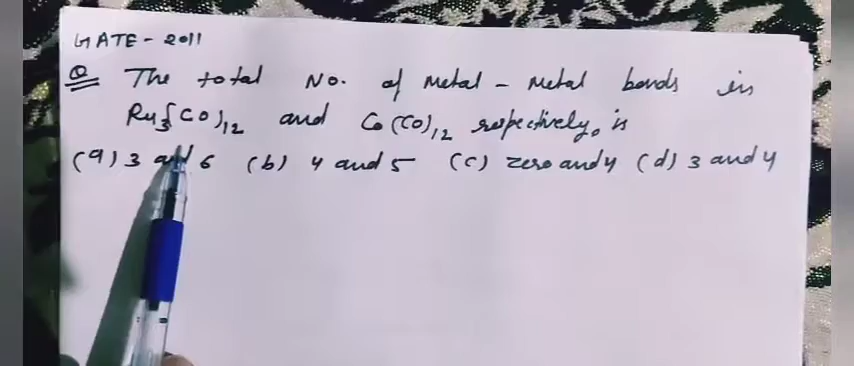 GATE - 2011
Q The total No. of metal - metal bonds in
Ru3(CO)12 and Co(CO)12 respectively, is
(a) 3 and 6 (b) 4 and 5 (c) zero and 4 (d) 3 and 4